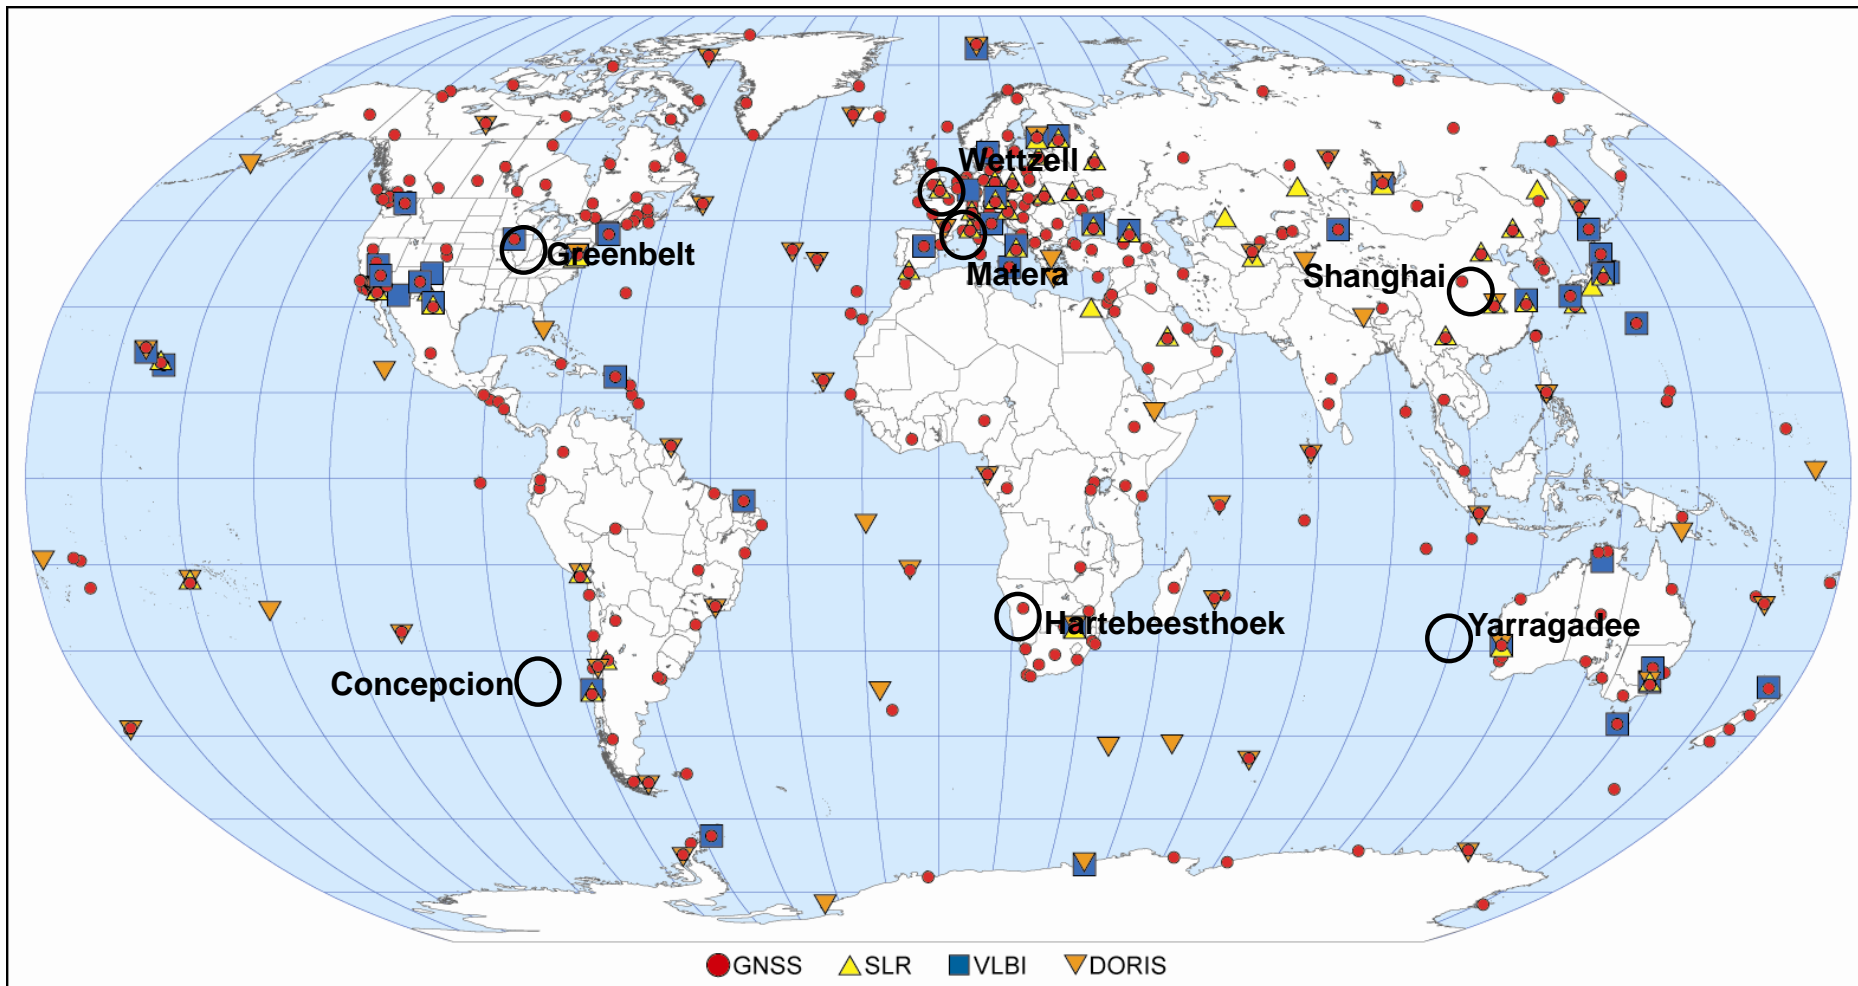 Wettzell
Greenbelt
Matera
Shanghai
Hartebeesthoek
Yarragadee
Concepcion
GNSS SLR VLBI DORIS